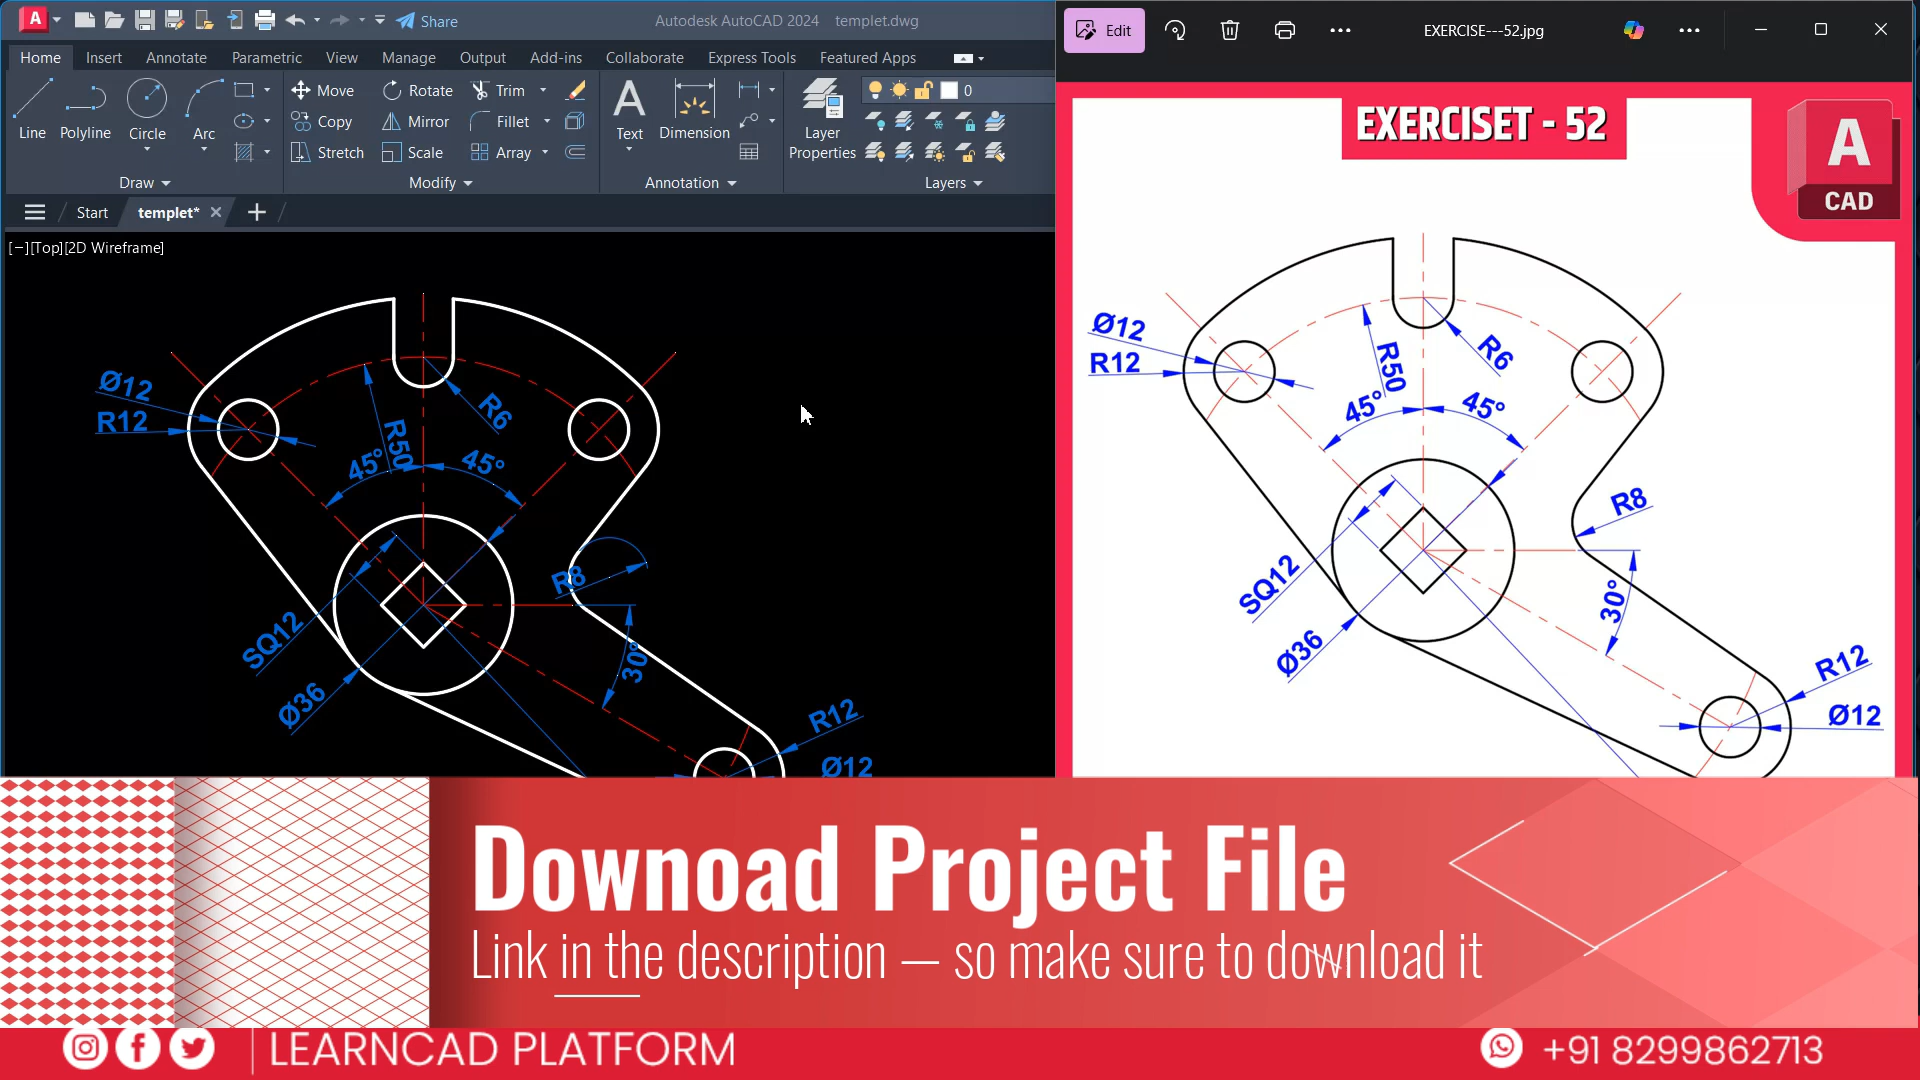 A
Share
Autodesk AutoCAD 2024 templet.dwg
Home Insert Annotate Parametric View Manage Output Add-ins Collaborate Express Tools Featured Apps
Line Polyline Circle Arc
Move Rotate Trim
Copy Mirror Fillet
Stretch Scale Array
Text Dimension
Layer
Properties
0
Draw Modify Annotation Layers
Start templet*
[−][Top][2D Wireframe]
Ø12
R12
R50
R6
45°
45°
R8
SQ12
Ø36
30°
R12
Ø12
Edit EXERCISE---52.jpg
EXERCISET - 52
A
CAD
Ø12
R12
R50
R6
45°
45°
R8
SQ12
Ø36
30°
R12
Ø12
Downoad Project File
Link in the description — so make sure to download it
LEARNCAD PLATFORM
+91 8299862713